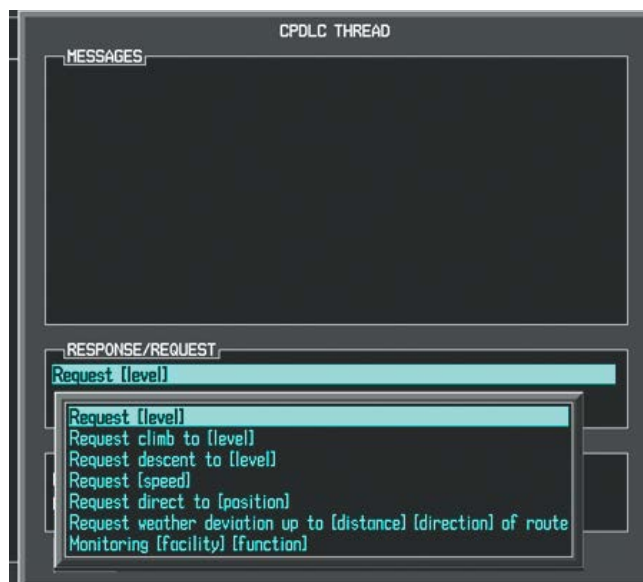 CPDLC THREAD
MESSAGES
RESPONSE/REQUEST
Request [level]
Request [level]
Request climb to [level]
Request descent to [level]
Request [speed]
Request direct to [position]
Request weather deviation up to [distance] [direction] of route
Monitoring [facility] [function]